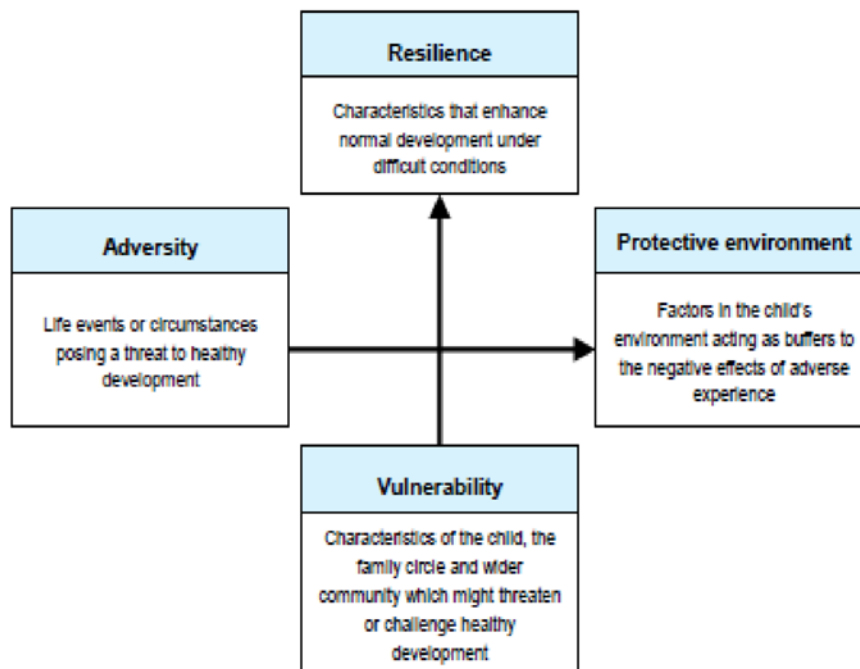 Resilience
Characteristics that enhance
normal development under
difficult conditions
Adversity
Life events or circumstances
posing a threat to healthy
development
Protective environment
Factors in the child's
environment acting as buffers to
the negative effects of adverse
experience
Vulnerability
Characteristics of the child, the
family circle and wider
community which might threaten
or challenge healthy
development